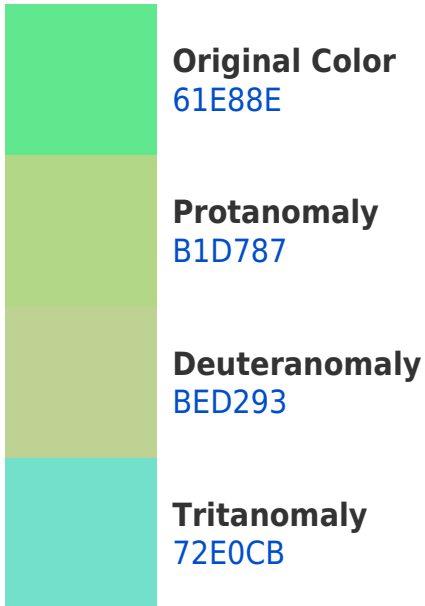 Original Color
61E88E
Protanomaly
B1D787
Deuteranomaly
BED293
Tritanomaly
72E0CB